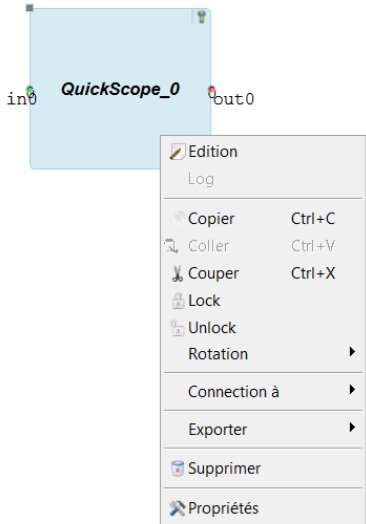 in0 QuickScope_0 out0
Edition
Log
Copier Ctrl+C
Coller Ctrl+V
Couper Ctrl+X
Lock
Unlock
Rotation
Connection à
Exporter
Supprimer
Propriétés